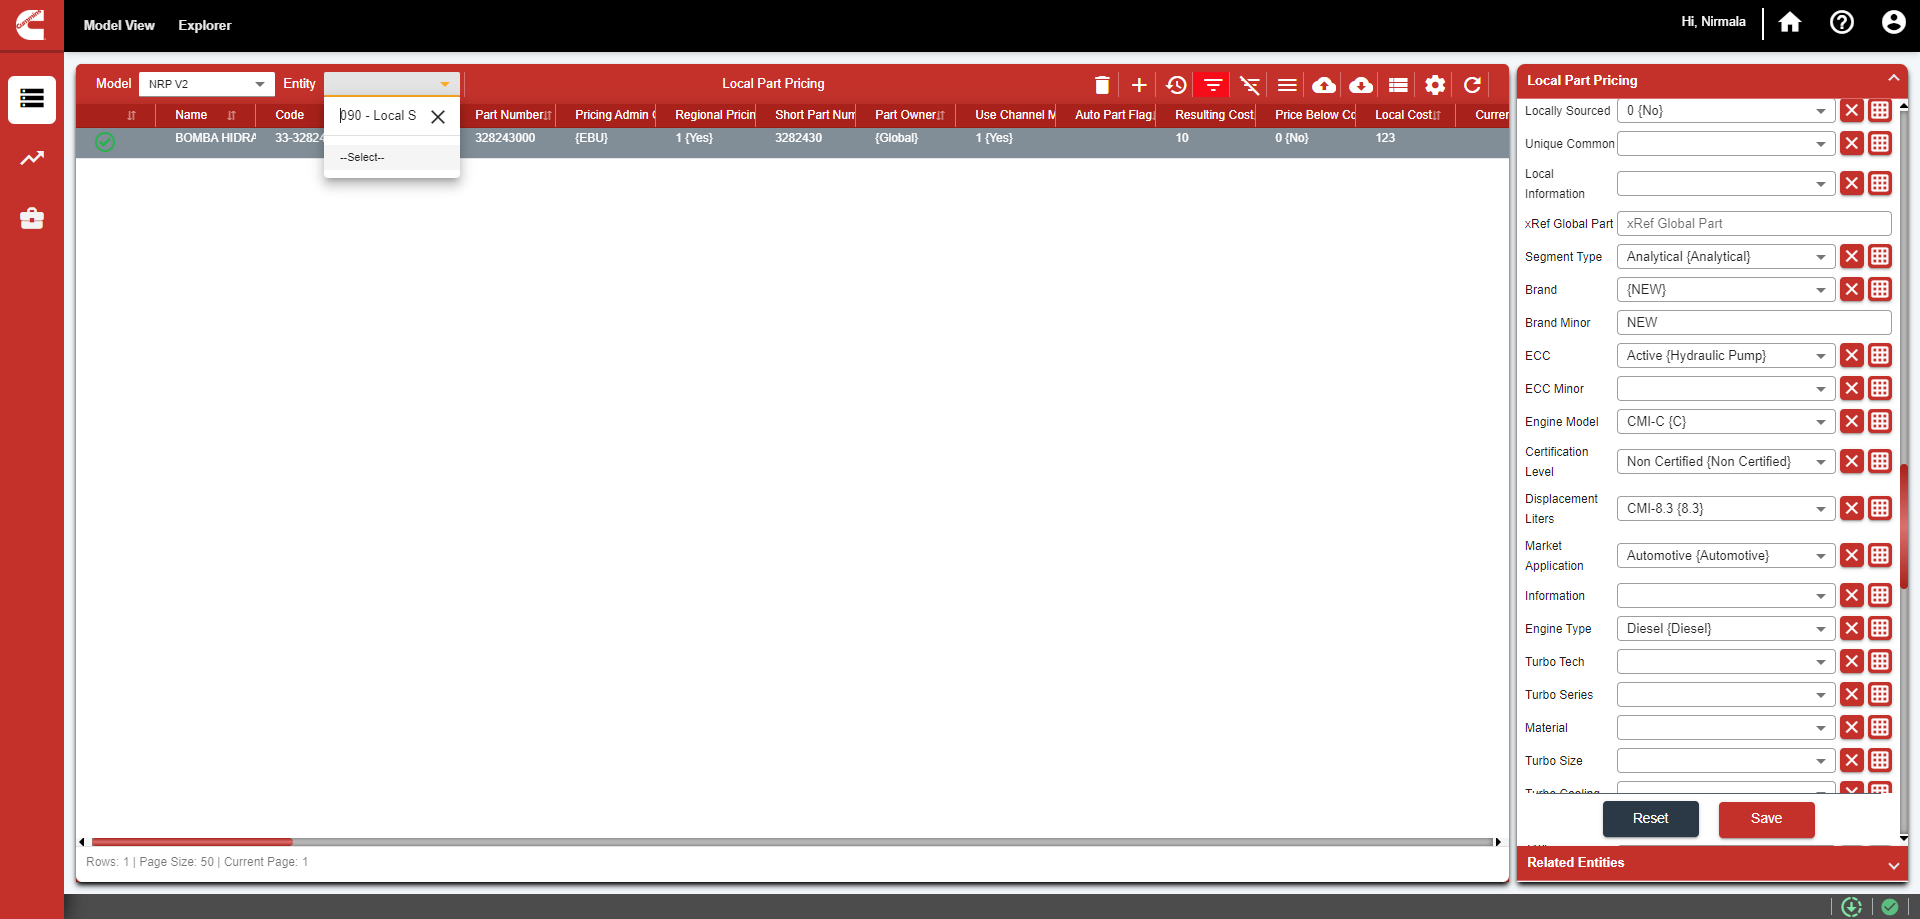 Cummins
Model View Explorer
Hi, Nirmala
Model NRP V2 Entity Local Part Pricing
090 - Local S
--Select--
Name Code Part Number Pricing Admin Regional Pricin Short Part Num Part Owner Use Channel M Auto Part Flag Resulting Cost Price Below Co Local Cost Curren
BOMBA HIDRA 33-3282 328243000 {EBU} 1 {Yes} 3282430 {Global} 1 {Yes} 10 0 {No} 123
Rows: 1 | Page Size: 50 | Current Page: 1
Local Part Pricing
Locally Sourced 0 {No}
Unique Common
Local
Information
xRef Global Part xRef Global Part
Segment Type Analytical {Analytical}
Brand {NEW}
Brand Minor NEW
ECC Active {Hydraulic Pump}
ECC Minor
Engine Model CMI-C {C}
Certification
Level Non Certified {Non Certified}
Displacement
Liters CMI-8.3 {8.3}
Market
Application Automotive {Automotive}
Information
Engine Type Diesel {Diesel}
Turbo Tech
Turbo Series
Material
Turbo Size
Turbo Cooling
Reset Save
Related Entities